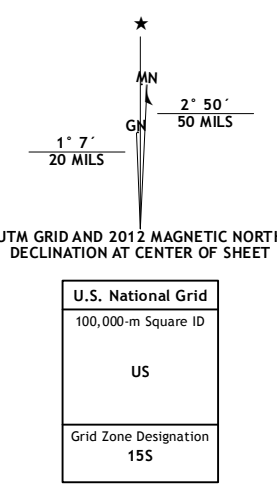 MN
2° 50´
50 MILS
GN
1° 7´
20 MILS
UTM GRID AND 2012 MAGNETIC NORTH
DECLINATION AT CENTER OF SHEET
U.S. National Grid
100,000-m Square ID
US
Grid Zone Designation
15S